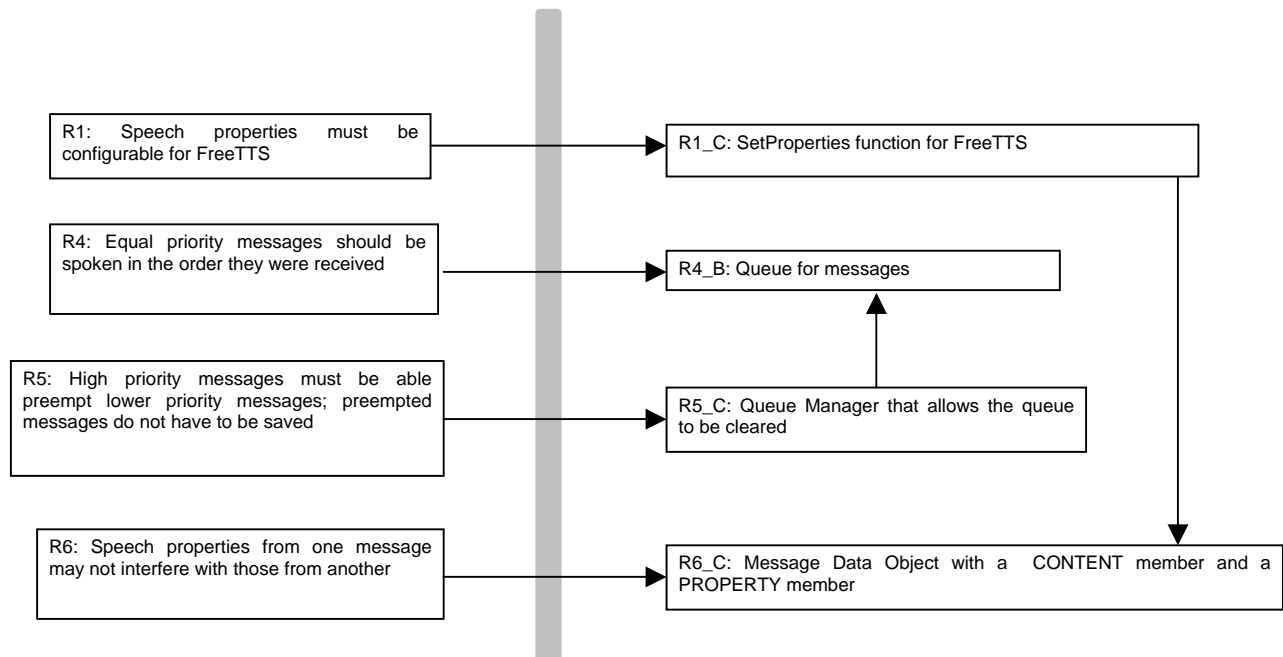 R1: Speech properties must be
configurable for FreeTTS
R1_C: SetProperties function for FreeTTS
R4: Equal priority messages should be
spoken in the order they were received
R4_B: Queue for messages
R5: High priority messages must be able
preempt lower priority messages; preempted
messages do not have to be saved
R5_C: Queue Manager that allows the queue
to be cleared
R6: Speech properties from one message
may not interfere with those from another
R6_C: Message Data Object with a CONTENT member and a
PROPERTY member